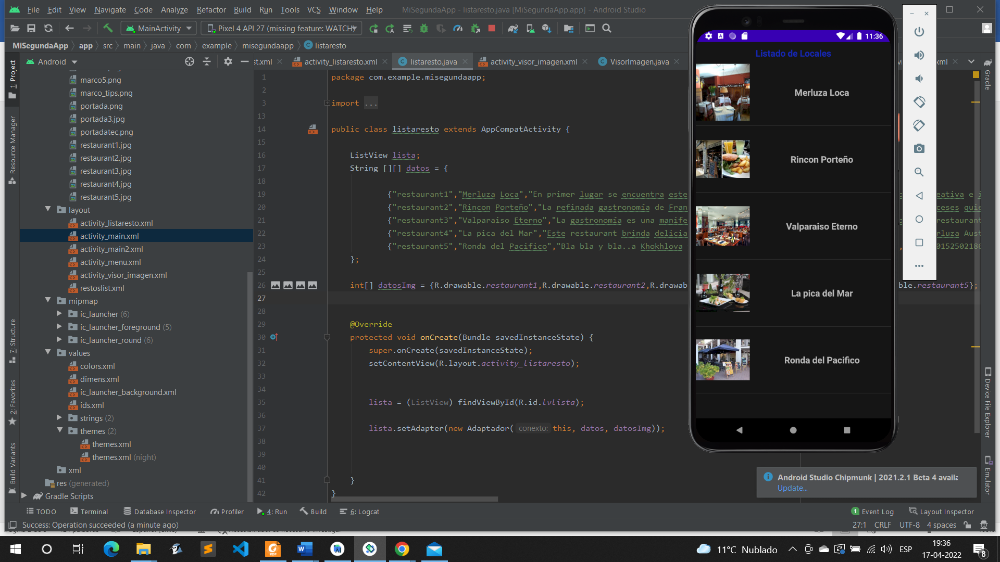 File Edit View Navigate Code Analyze Refactor Build Run Tools VCS Window Help MiSegundaApp - listaresto.java [MiSegundaApp.app] - Android Studio
MainActivity Pixel 4 API 27 (missing feature: WATCH
MiSegundaApp app src main java com example misegundaapp listaresto
Android
st.xml activity_listaresto.xml listaresto.java activity_visor_imagen.xml VisorImagen.java
ml
1: Project
Resource Manager
7: Structure
2: Favorites
Build Variants
marco5.png
marco_tips.png
portada.png
portada3.jpg
portadatec.png
restaurant1.jpg
restaurant2.jpg
restaurant3.jpg
restaurant4.jpg
restaurant5.jpg
layout
activity_listaresto.xml
activity_main.xml
activity_main2.xml
activity_menu.xml
activity_visor_imagen.xml
restoslist.xml
mipmap
ic_launcher (6)
ic_launcher_foreground (5)
ic_launcher_round (6)
values
colors.xml
dimens.xml
ic_launcher_background.xml
ids.xml
strings (2)
themes (2)
themes.xml
themes.xml (night)
xml
res (generated)
Gradle Scripts
1 package com.example.misegundaapp;
2
3 import ...
13
14 public class listaresto extends AppCompatActivity {
15
16 ListView lista;
17 String [][] datos = {
18
19 {"restaurant1","Merluza Loca","En primer lugar se encuentra este
20 {"restaurant2","Rincon Porteño","La refinada gastronomía de Fran
21 {"restaurant3","Valparaiso Eterno","La gastronomía es una manife
22 {"restaurant4","La pica del Mar","Este restaurant brinda delicia
23 {"restaurant5","Ronda del Pacifico","Bla bla y bla..a Khokhlova
24 };
25
26 int[] datosImg = {R.drawable.restaurant1,R.drawable.restaurant2,R.drawab
27
28
29 @Override
30 protected void onCreate(Bundle savedInstanceState) {
31 super.onCreate(savedInstanceState);
32 setContentView(R.layout.activity_listaresto);
33
34
35 lista = (ListView) findViewById(R.id.lvlista);
36
37 lista.setAdapter(new Adaptador( conexto: this, datos, datosImg));
38
39
40
41 }
42 }
eativa e i
ceses quie
restaurant
rluza Aust
,"015250218
ble.restaurant5};
11:36
Listado de Locales
Merluza Loca
Rincon Porteño
Valparaiso Eterno
La pica del Mar
Ronda del Pacifico
Gradle
Device File Explorer
Emulator
Android Studio Chipmunk | 2021.2.1 Beta 4 availa
Update...
TODO Terminal Database Inspector Profiler 4: Run Build 6: Logcat Event Log Layout Inspector
1
Success: Operation succeeded (a minute ago) 27:1 CRLF UTF-8 4 spaces
11°C Nublado ESP 19:36
17-04-2022
8